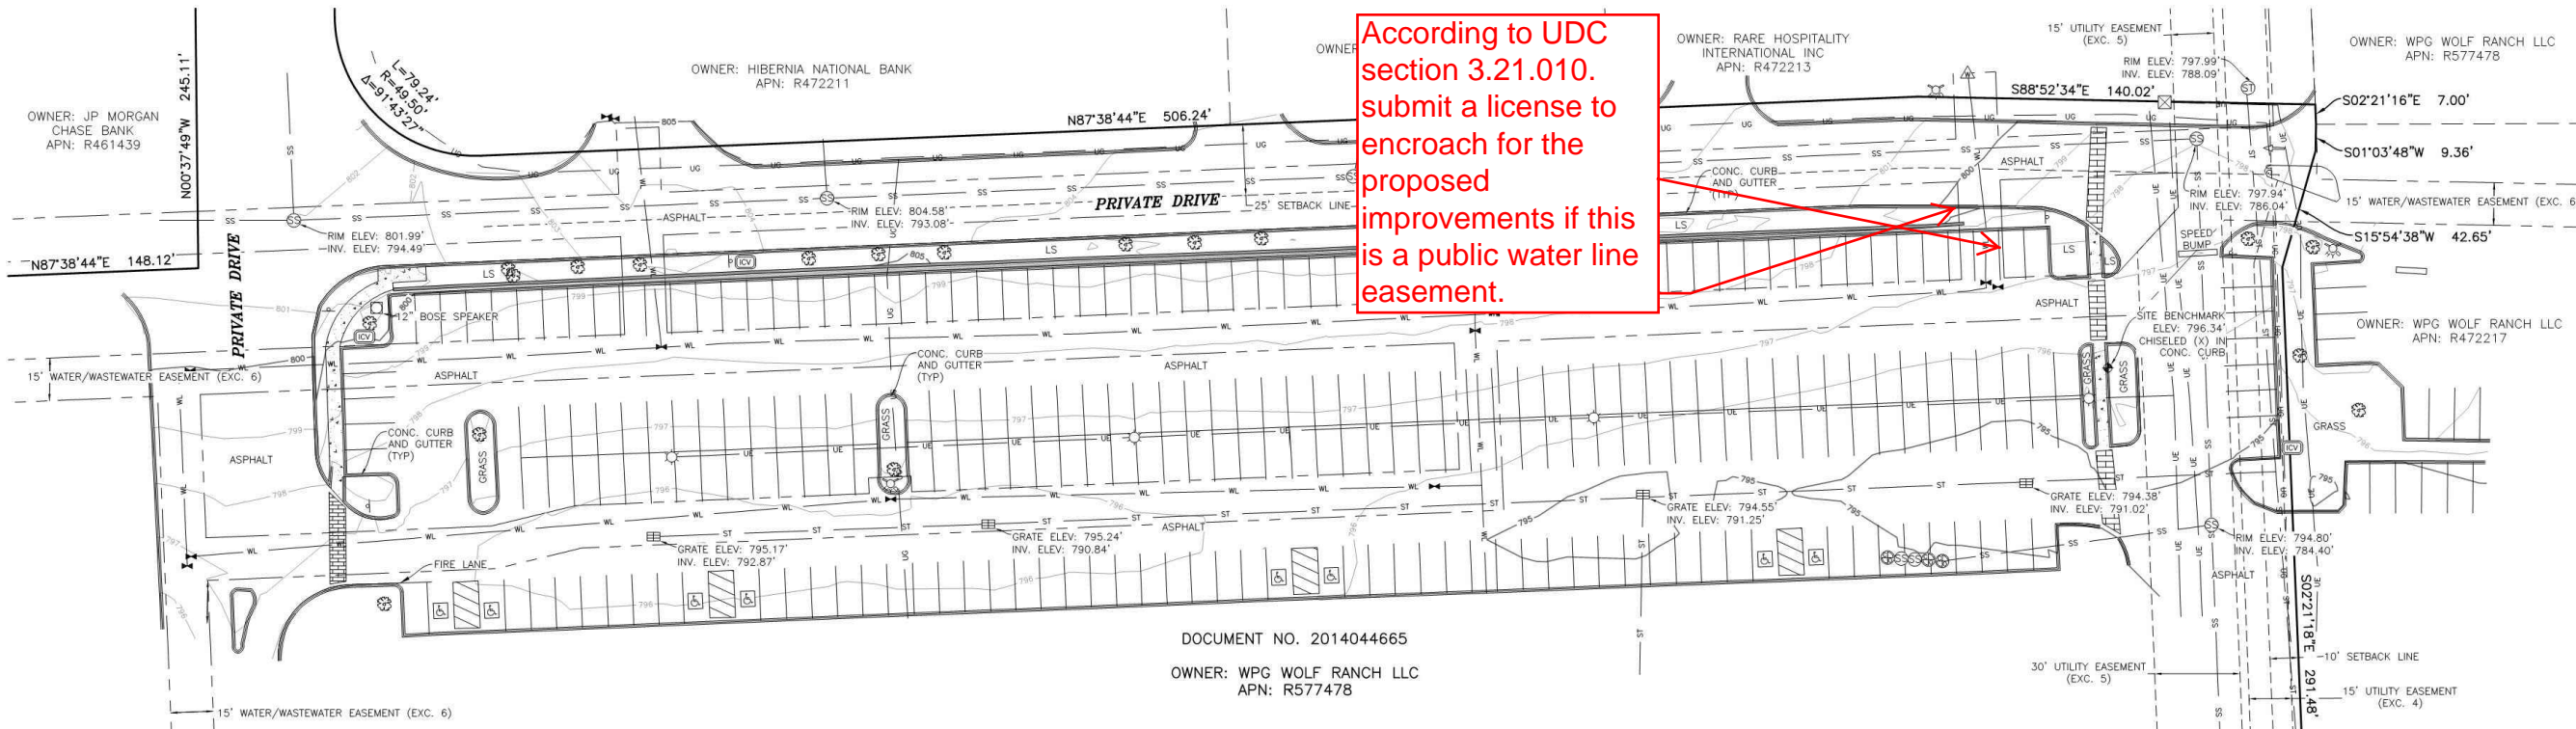 OWNER: JP MORGAN
CHASE BANK
APN: R461439
N00°37'49"W 245.11'
L=79.24'
R=49.50'
Δ=91°43'27"
OWNER: HIBERNIA NATIONAL BANK
APN: R472211
N87°38'44"E 506.24'
According to UDC
section 3.21.010.
submit a license to
encroach for the
proposed
improvements if this
is a public water line
easement.
OWNER: RARE HOSPITALITY
INTERNATIONAL INC
APN: R472213
15' UTILITY EASEMENT
(EXC. 5)
RIM ELEV: 797.99'
INV. ELEV: 788.09'
OWNER: WPG WOLF RANCH LLC
APN: R577478
S88°52'34"E 140.02'
S02°21'16"E 7.00'
S01°03'48"W 9.36'
15' WATER/WASTEWATER EASEMENT (EXC. 6
S15°54'38"W 42.65'
RIM ELEV: 797.94'
INV. ELEV: 786.04'
CONC. CURB
AND GUTTER
(TYP)
ASPHALT
SPEED
BUMP
RIM ELEV: 801.99'
INV. ELEV: 794.49'
N87°38'44"E 148.12'
PRIVATE DRIVE
ASPHALT
RIM ELEV: 804.58'
INV. ELEV: 793.08'
PRIVATE DRIVE
25' SETBACK LINE
12" BOSE SPEAKER
15' WATER/WASTEWATER EASEMENT (EXC. 6)
ASPHALT
CONC. CURB
AND GUTTER
(TYP)
ASPHALT
ASPHALT
SITE BENCHMARK
ELEV: 796.34'
CHISELED (X) IN
CONC. CURB
OWNER: WPG WOLF RANCH LLC
APN: R472217
GRASS
GRASS
GRASS
CONC. CURB
AND GUTTER
(TYP)
ASPHALT
GRASS
GRASS
FIRE LANE
GRATE ELEV: 795.17'
INV. ELEV: 792.87'
GRATE ELEV: 795.24'
INV. ELEV: 790.84'
ASPHALT
GRATE ELEV: 794.55'
INV. ELEV: 791.25'
GRATE ELEV: 794.38'
INV. ELEV: 791.02'
RIM ELEV: 794.80'
INV. ELEV: 784.40'
ASPHALT
DOCUMENT NO. 2014044665
OWNER: WPG WOLF RANCH LLC
APN: R577478
S02°21'18"E 291.48'
10' SETBACK LINE
30' UTILITY EASEMENT
(EXC. 5)
15' UTILITY EASEMENT
(EXC. 4)
15' WATER/WASTEWATER EASEMENT (EXC. 6)